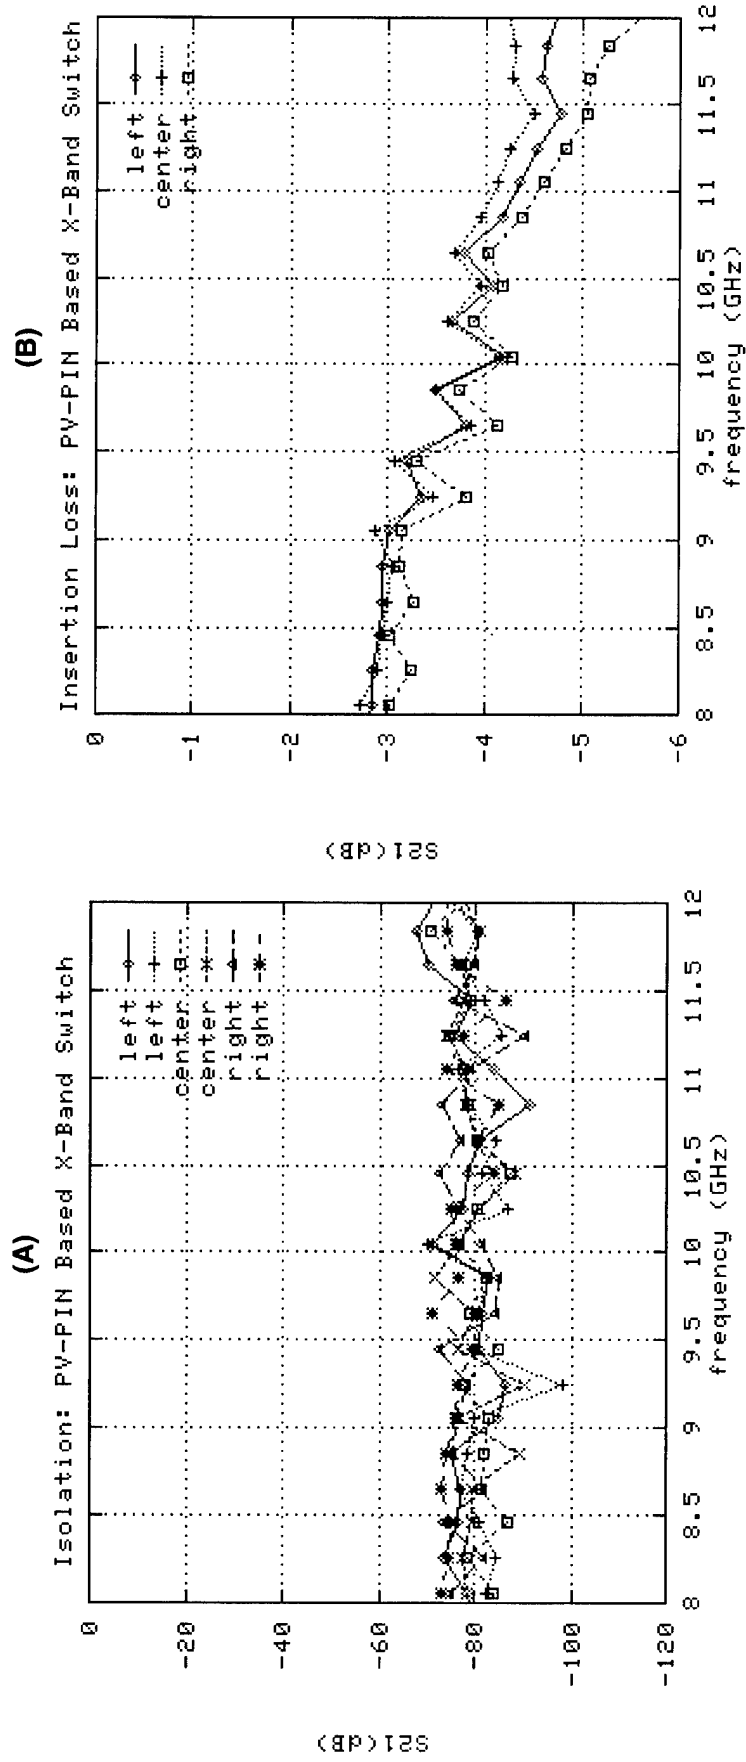 (A)
Isolation: PV-PIN Based X-Band Switch
left
left
center
center
right
right
S21(dB)
0
-20
-40
-60
-80
-100
-120
8
8.5
9
9.5
10
10.5
11
11.5
12
frequency (GHz)
(B)
Insertion Loss: PV-PIN Based X-Band Switch
left
center
right
S21(dB)
0
-1
-2
-3
-4
-5
-6
8
8.5
9
9.5
10
10.5
11
11.5
12
frequency (GHz)